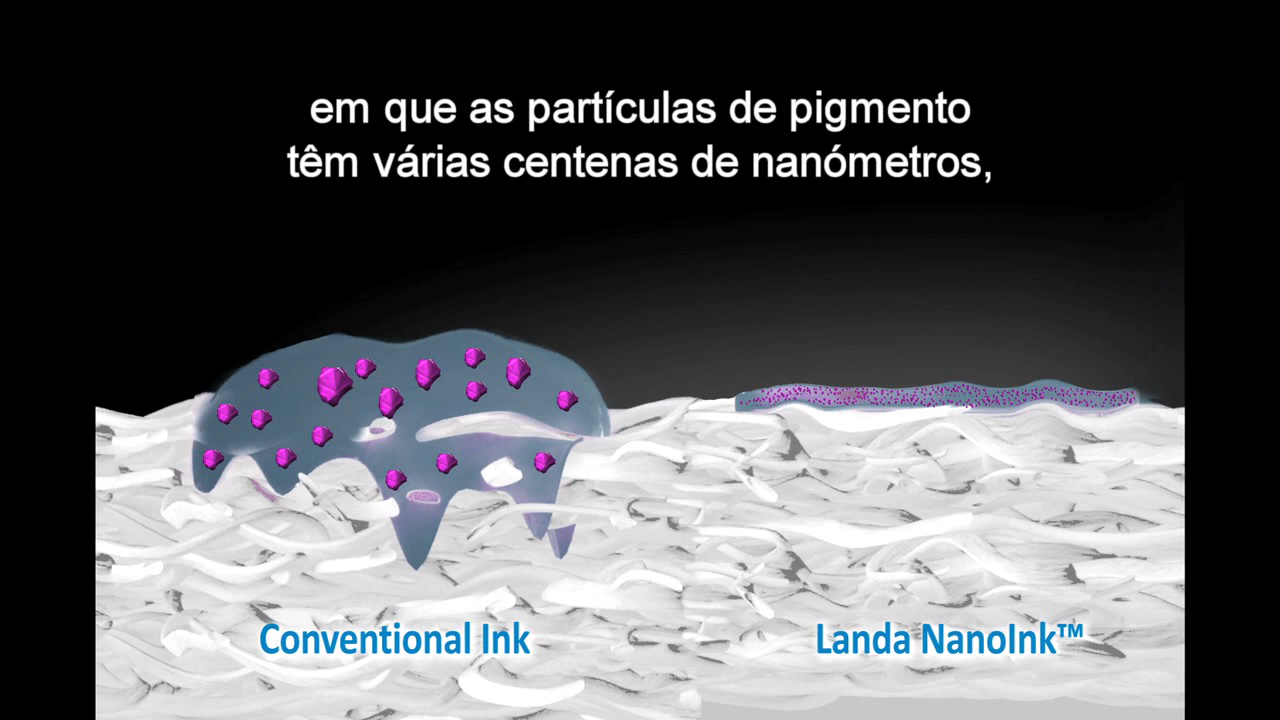 em que as partículas de pigmento
têm várias centenas de nanómetros,
Conventional Ink
Landa NanoInk™